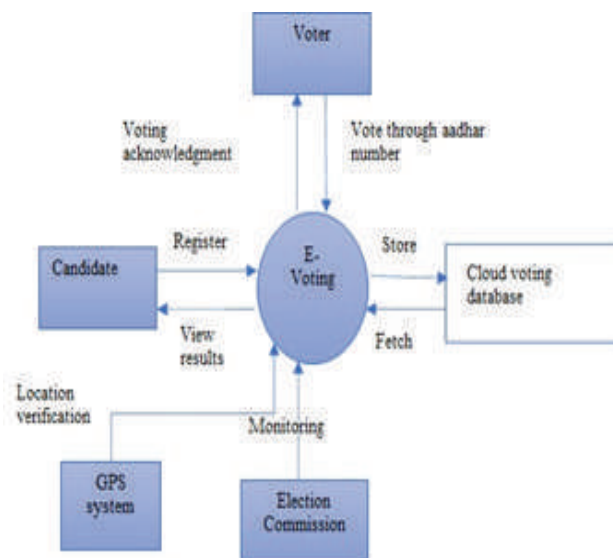 Voter
Voting
acknowledgment
Vote through aadhar
number
Register
E-
Voting
Store
Candidate
Cloud voting
database
View
results
Fetch
Location
verification
Monitoring
GPS
system
Election
Commission